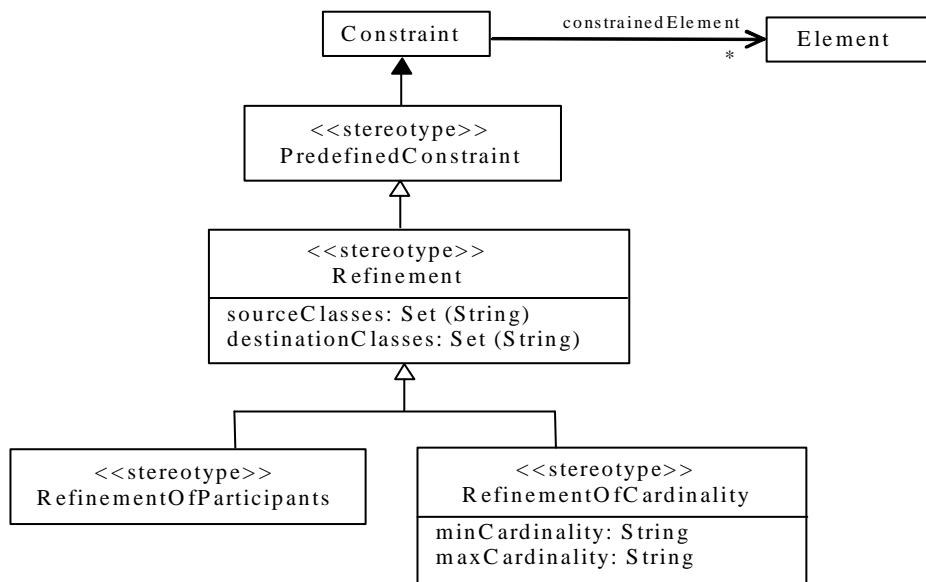 Constraint
constrainedElement
*
Element
<<stereotype>>
PredefinedConstraint
<<stereotype>>
Refinement
sourceClasses: Set (String)
destinationClasses: Set (String)
<<stereotype>>
RefinementOfParticipants
<<stereotype>>
RefinementOfCardinality
minCardinality: String
maxCardinality: String